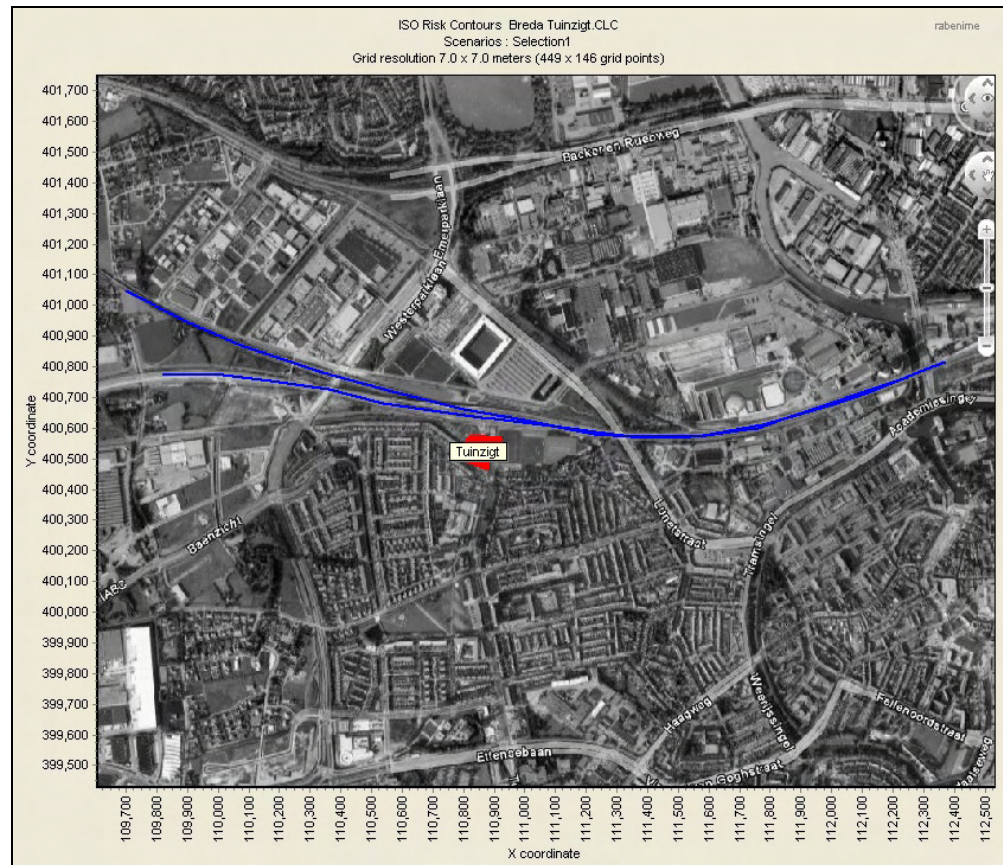 ISO Risk Contours Breda Tuinzigt.CLC
rabenime
Scenarios : Selection1
Grid resolution 7.0 x 7.0 meters (449 x 146 grid points)
Y coordinate
401,700
401,600
401,500
401,400
401,300
401,200
401,100
401,000
400,900
400,800
400,700
400,600
400,500
400,400
400,300
400,200
400,100
400,000
399,900
399,800
399,700
399,600
399,500
Backer en Ruebweg
Westerparklaan
Emerparklaan
Academiesingel
Tuinzigt
Lunetstraat
Tramsingel
Baanzicht
Weerijssingel
Fellenoordstraat
Haagweg
Ettensebaan
109,700
109,800
109,900
110,000
110,100
110,200
110,300
110,400
110,500
110,600
110,700
110,800
110,900
111,000
111,100
111,200
111,300
111,400
111,500
111,600
111,700
111,800
111,900
112,000
112,100
112,200
112,300
112,400
112,500
X coordinate